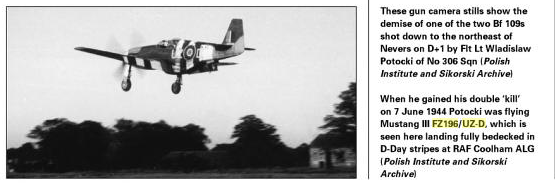 These gun camera stills show the
demise of one of the two Bf 109s
shot down to the northeast of
Nevers on D+1 by Flt Lt Wladislaw
Potocki of No 306 Sqn (Polish
Institute and Sikorski Archive)
When he gained his double 'kill'
on 7 June 1944 Potocki was flying
Mustang III FZ196/UZ-D, which is
seen here landing fully bedecked in
D-Day stripes at RAF Coolham ALG
(Polish Institute and Sikorski
Archive)